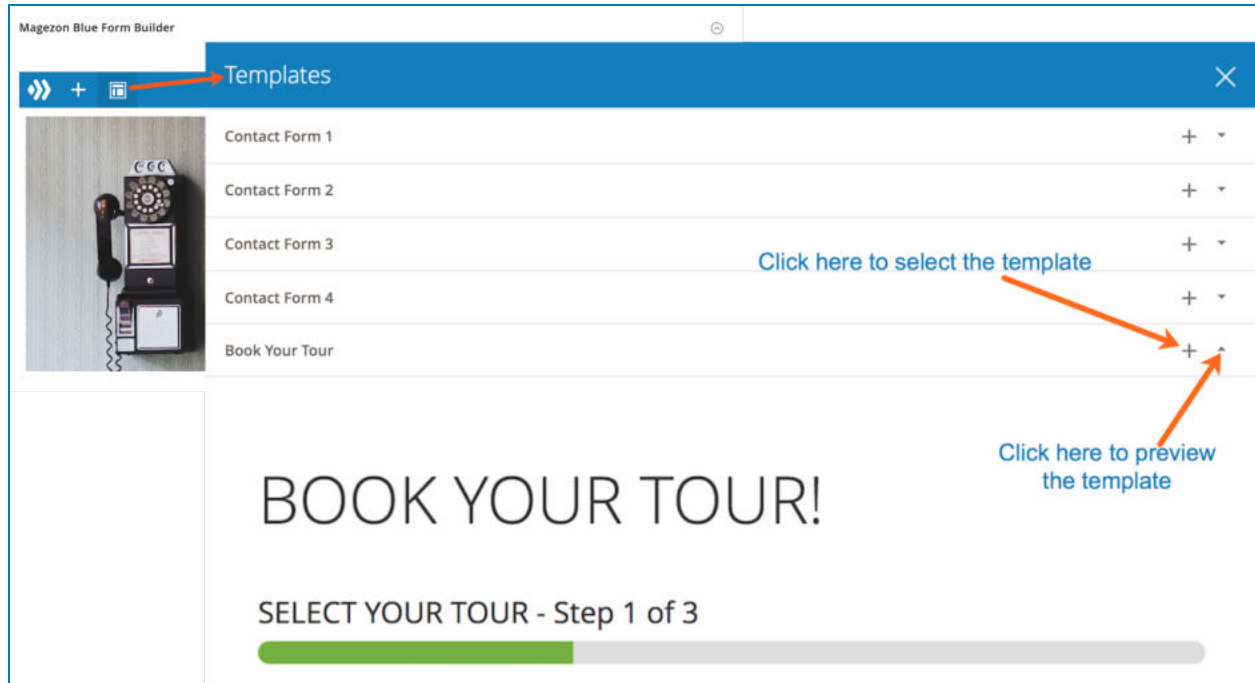 Magezon Blue Form Builder
Templates
Contact Form 1
Contact Form 2
Contact Form 3
Click here to select the template
Contact Form 4
Book Your Tour
Click here to preview
the template
BOOK YOUR TOUR!
SELECT YOUR TOUR - Step 1 of 3